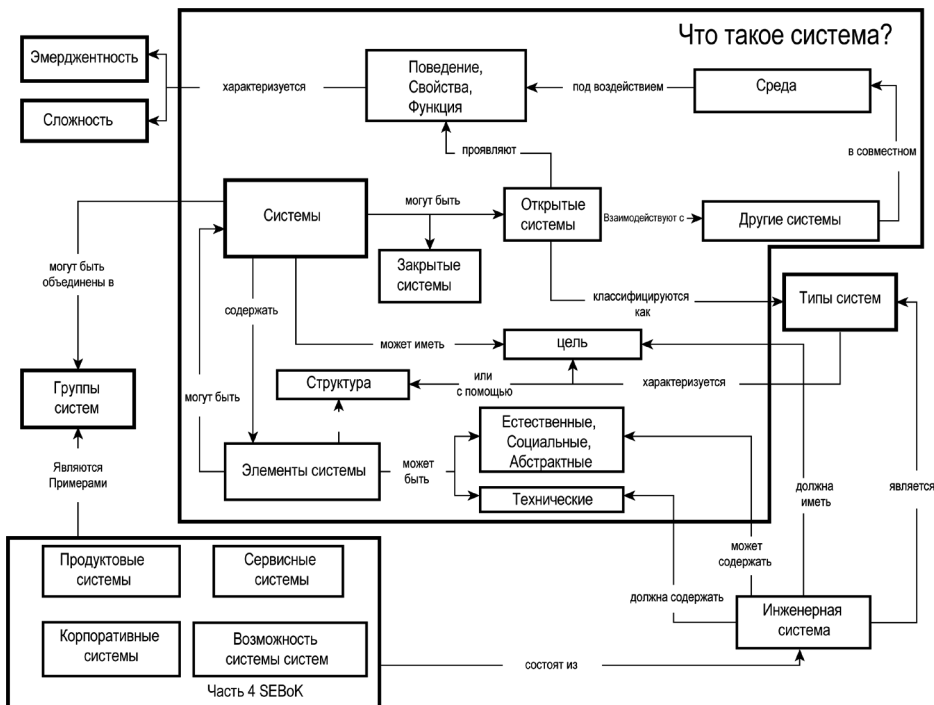 Что такое система?
Эмерджентность
Сложность
характеризуется
Поведение,
Свойства,
Функция
под воздействием
Среда
проявляют
в совместном
Системы
могут быть
Открытые
системы
Взаимодействуют с
Другие системы
Закрытые
системы
могут быть
объединены в
содержать
классифицируются
как
Типы систем
может иметь
цель
Структура
или
с помощью
характеризуется
Группы
систем
могут быть
Естественные,
Социальные,
Абстрактные
Элементы системы
может
быть
Технические
Являются
Примерами
должна
иметь
является
Продуктовые
системы
Сервисные
системы
может
содержать
должна содержать
Инженерная
система
Корпоративные
системы
Возможность
системы систем
состоят из
Часть 4 SEBoK